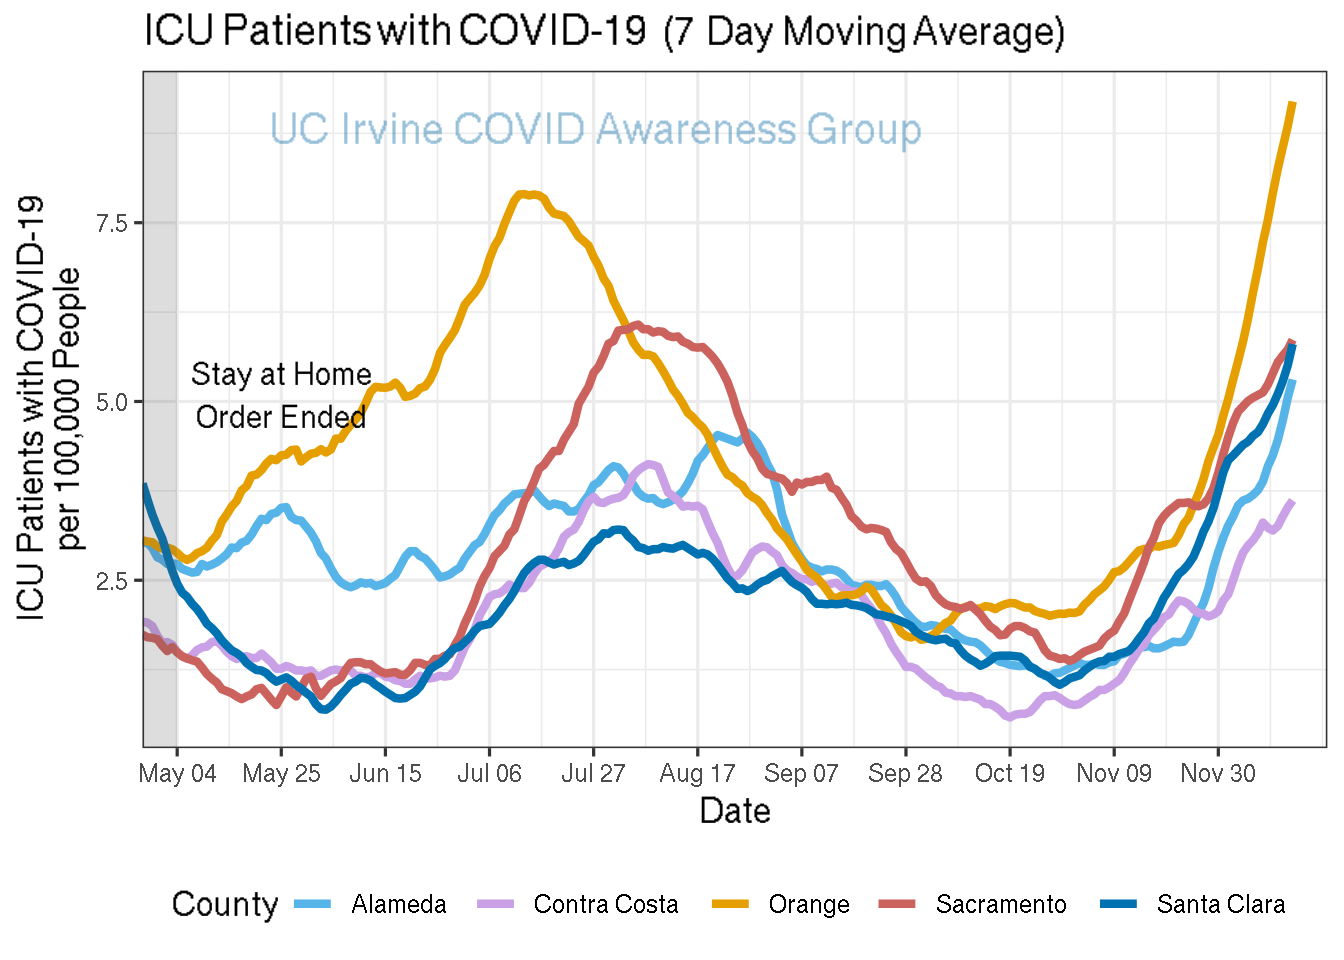 ICU Patients with COVID-19 (7 Day Moving Average)
UC Irvine COVID Awareness Group
ICU Patients with COVID-19
per 100,000 People
7.5
5.0
2.5
Stay at Home
Order Ended
May 04 May 25 Jun 15 Jul 06 Jul 27 Aug 17 Sep 07 Sep 28 Oct 19 Nov 09 Nov 30
Date
County Alameda Contra Costa Orange Sacramento Santa Clara